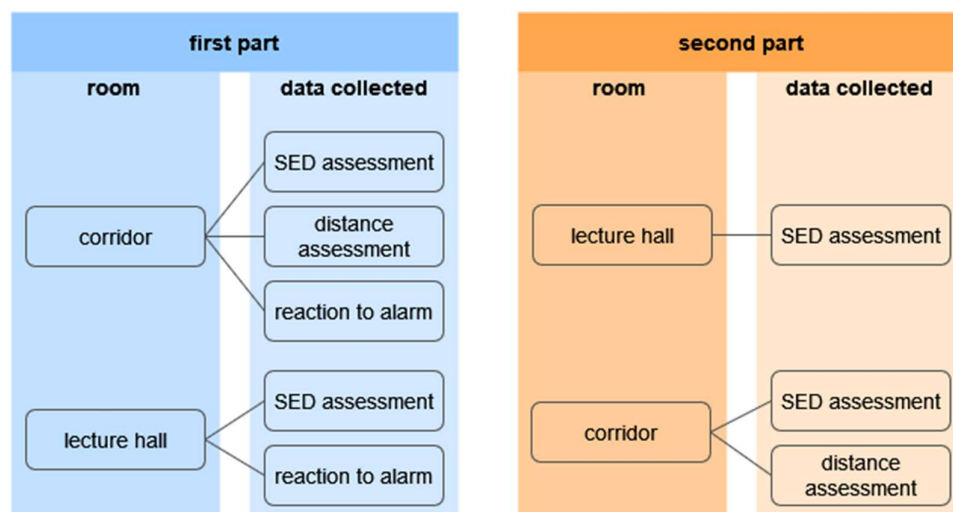 first part
room
data collected
corridor
SED assessment
distance
assessment
reaction to alarm
lecture hall
SED assessment
reaction to alarm
second part
room
data collected
lecture hall
SED assessment
corridor
SED assessment
distance
assessment